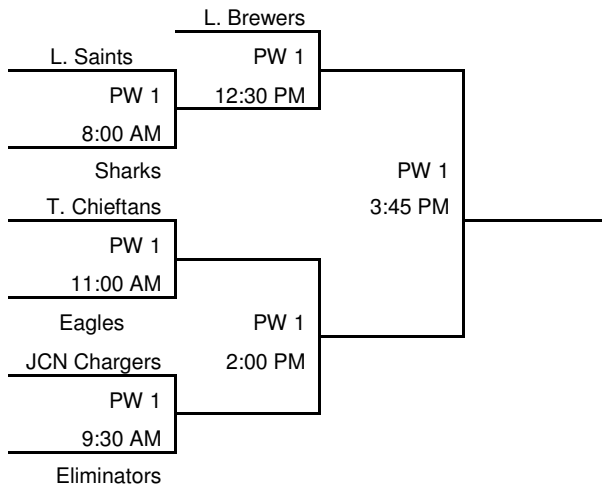 L. Brewers
L. Saints
PW 1
PW 1
12:30 PM
8:00 AM
Sharks
PW 1
T. Chieftans
3:45 PM
PW 1
11:00 AM
Eagles
PW 1
JCN Chargers
2:00 PM
PW 1
9:30 AM
Eliminators